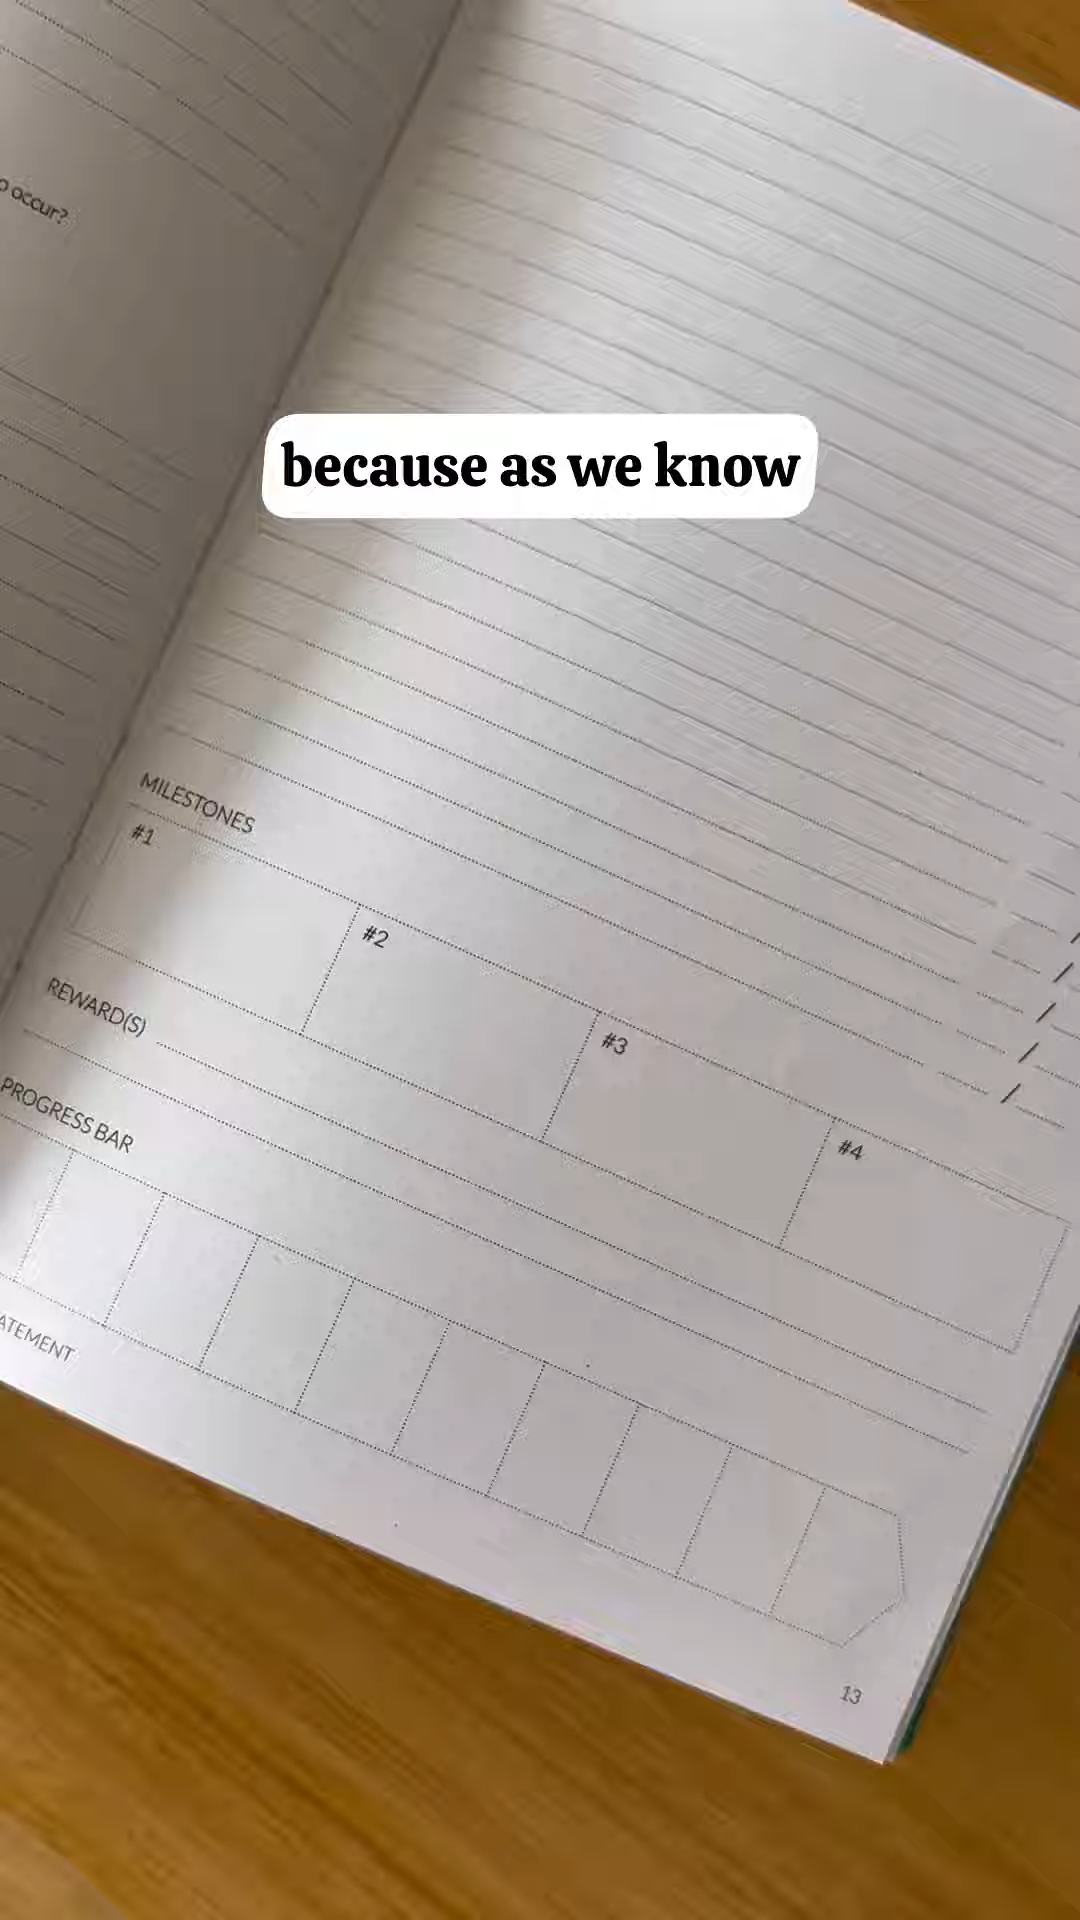 o occur?
because as we know
MILESTONES
#1
#2
#3
#4
REWARD(S)
PROGRESS BAR
ATEMENT
13